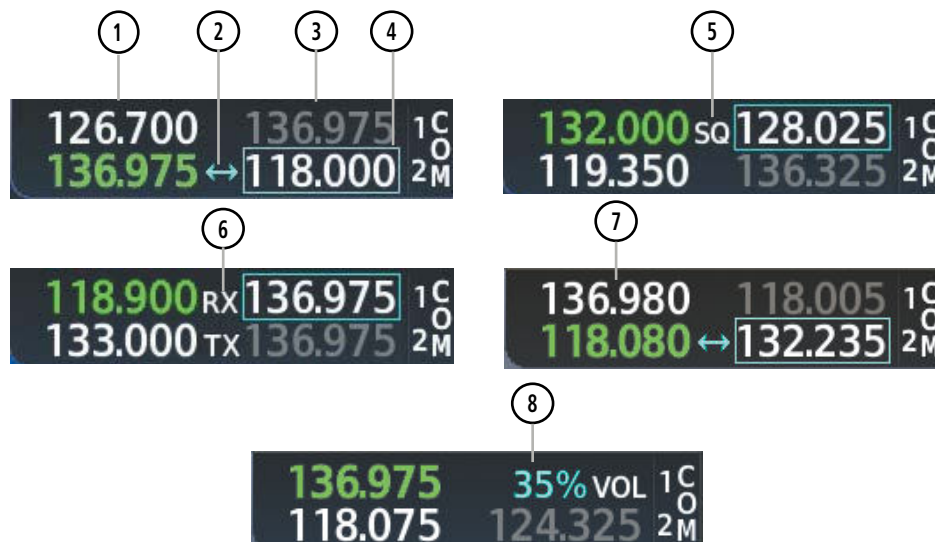 1 2 3 4
126.700 136.975 1 C
O
136.975 ↔ 118.000 2 M
5
132.000 SQ 128.025 1 C
O
119.350 136.325 2 M
6
118.900 RX 136.975 1 C
O
133.000 TX 136.975 2 M
7
136.980 118.005 1 C
O
118.080 ↔ 132.235 2 M
8
136.975 35% VOL 1 C
O
118.075 124.325 2 M